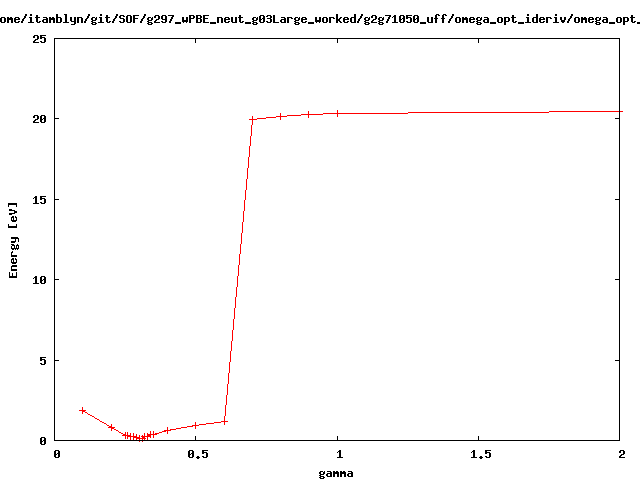 ome/itamblyn/git/SOF/g297_wPBE_neut_g03Large_worked/g2g71050_uff/omega_opt_ideriv/omega_opt_
25
20
15
10
5
0
Energy [eV]
0 0.5 1 1.5 2
gamma